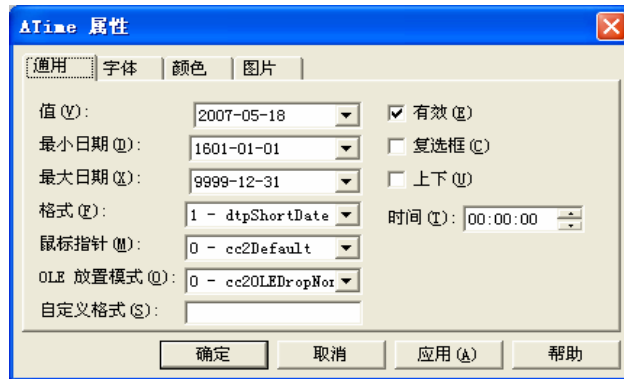 ATime 属性
通用 字体 颜色 图片
值(V): 2007-05-18 有效(E)
最小日期(D): 1601-01-01 复选框(C)
最大日期(X): 9999-12-31 上下(U)
格式(F): 1 - dtpShortDate 时间(T): 00:00:00
鼠标指针(M): 0 - cc2Default
OLE 放置模式(O): 0 - cc2OLEDropNon
自定义格式(S):
确定 取消 应用(A) 帮助